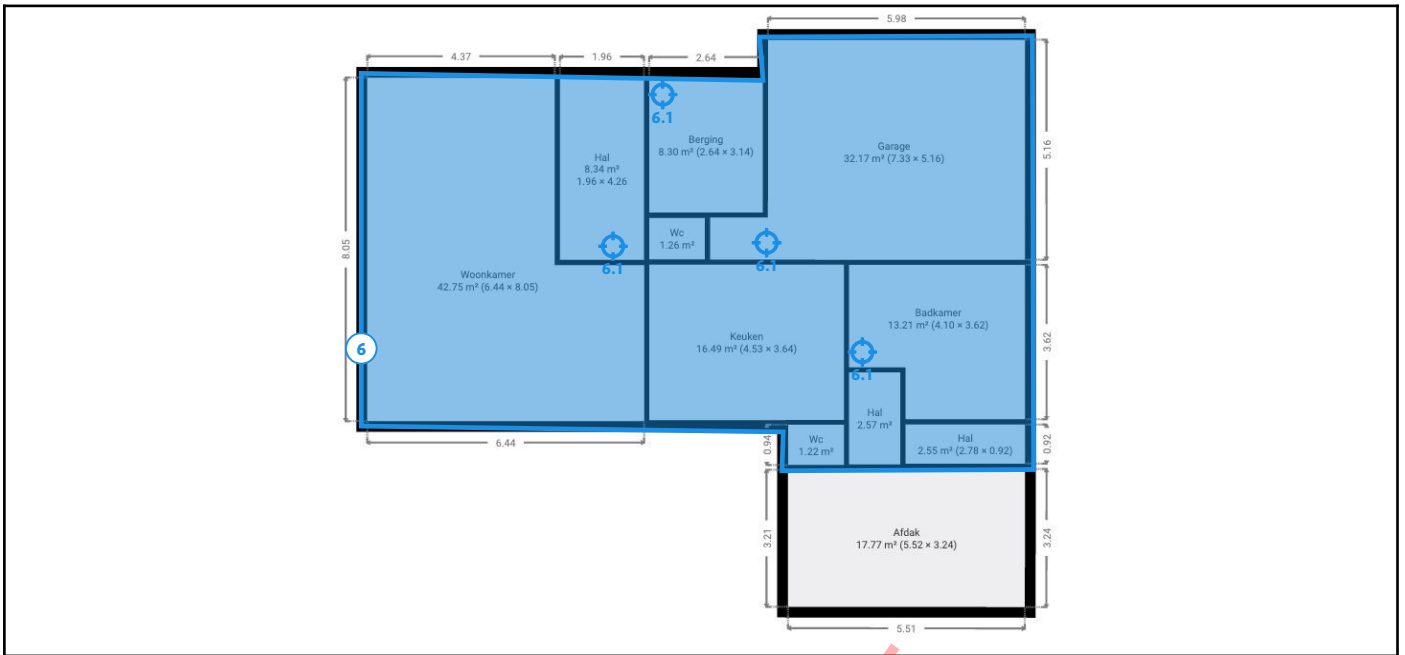 5.98
4.37
1.96
2.64
6.1
Berging
8.30 m² (2.64 × 3.14)
Garage
32.17 m² (7.33 × 5.16)
5.16
Hal
8.34 m²
1.96 × 4.26
Wc
1.26 m²
6.1
6.1
8.05
Woonkamer
42.75 m² (6.44 × 8.05)
Badkamer
13.21 m² (4.10 × 3.62)
Keuken
16.49 m² (4.53 × 3.64)
3.62
6
6.1
Hal
2.57 m²
6.44
0.94
Wc
1.22 m²
Hal
2.55 m² (2.78 × 0.92)
0.92
3.21
Afdak
17.77 m² (5.52 × 3.24)
3.24
5.51